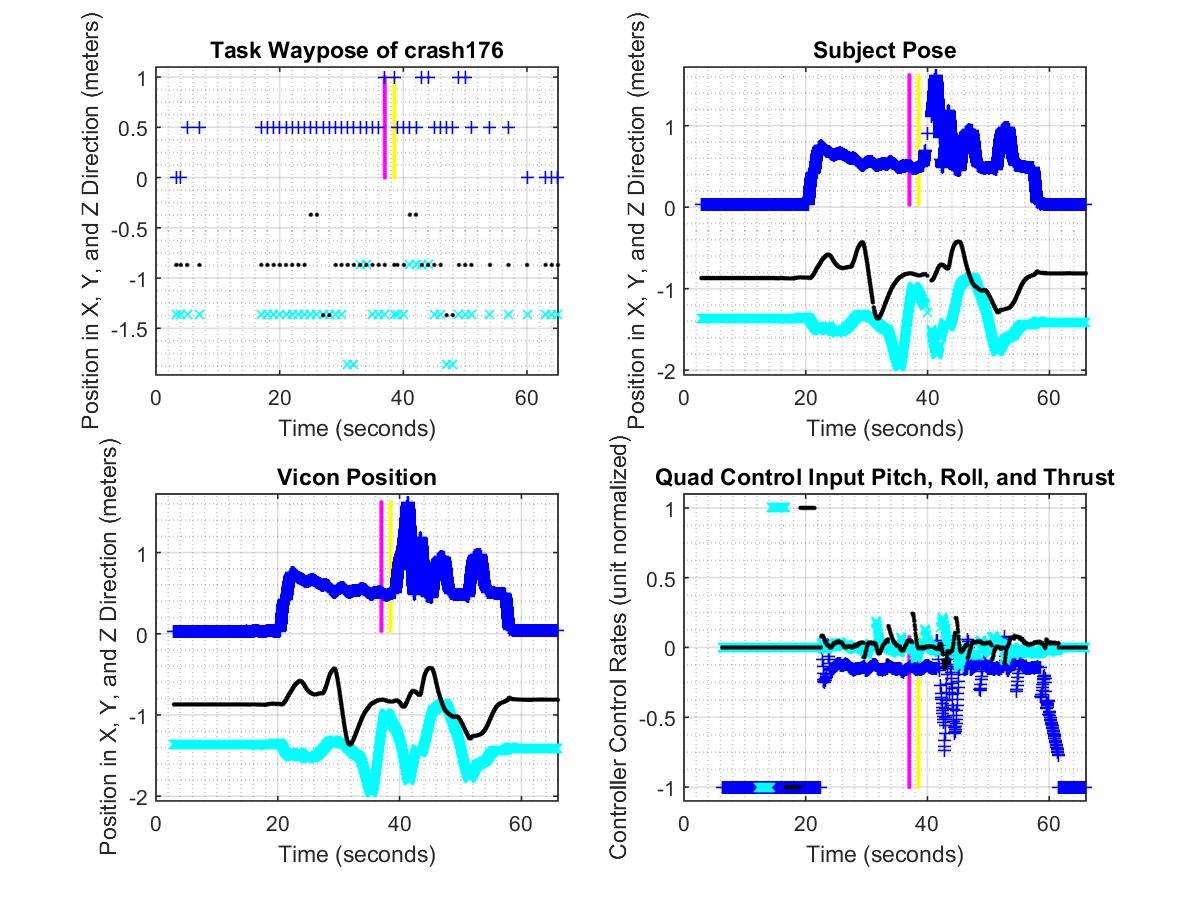 Task Waypose of crash176
Position in X, Y, and Z Direction (meters)
1
0.5
0
-0.5
-1
-1.5
0
20
40
60
Time (seconds)
Subject Pose
Position in X, Y, and Z Direction (meters)
1
0
-1
-2
0
20
40
60
Time (seconds)
Vicon Position
Position in X, Y, and Z Direction (meters)
1
0
-1
-2
0
20
40
60
Time (seconds)
Quad Control Input Pitch, Roll, and Thrust
Controller Control Rates (unit normalized)
1
0.5
0
-0.5
-1
0
20
40
60
Time (seconds)